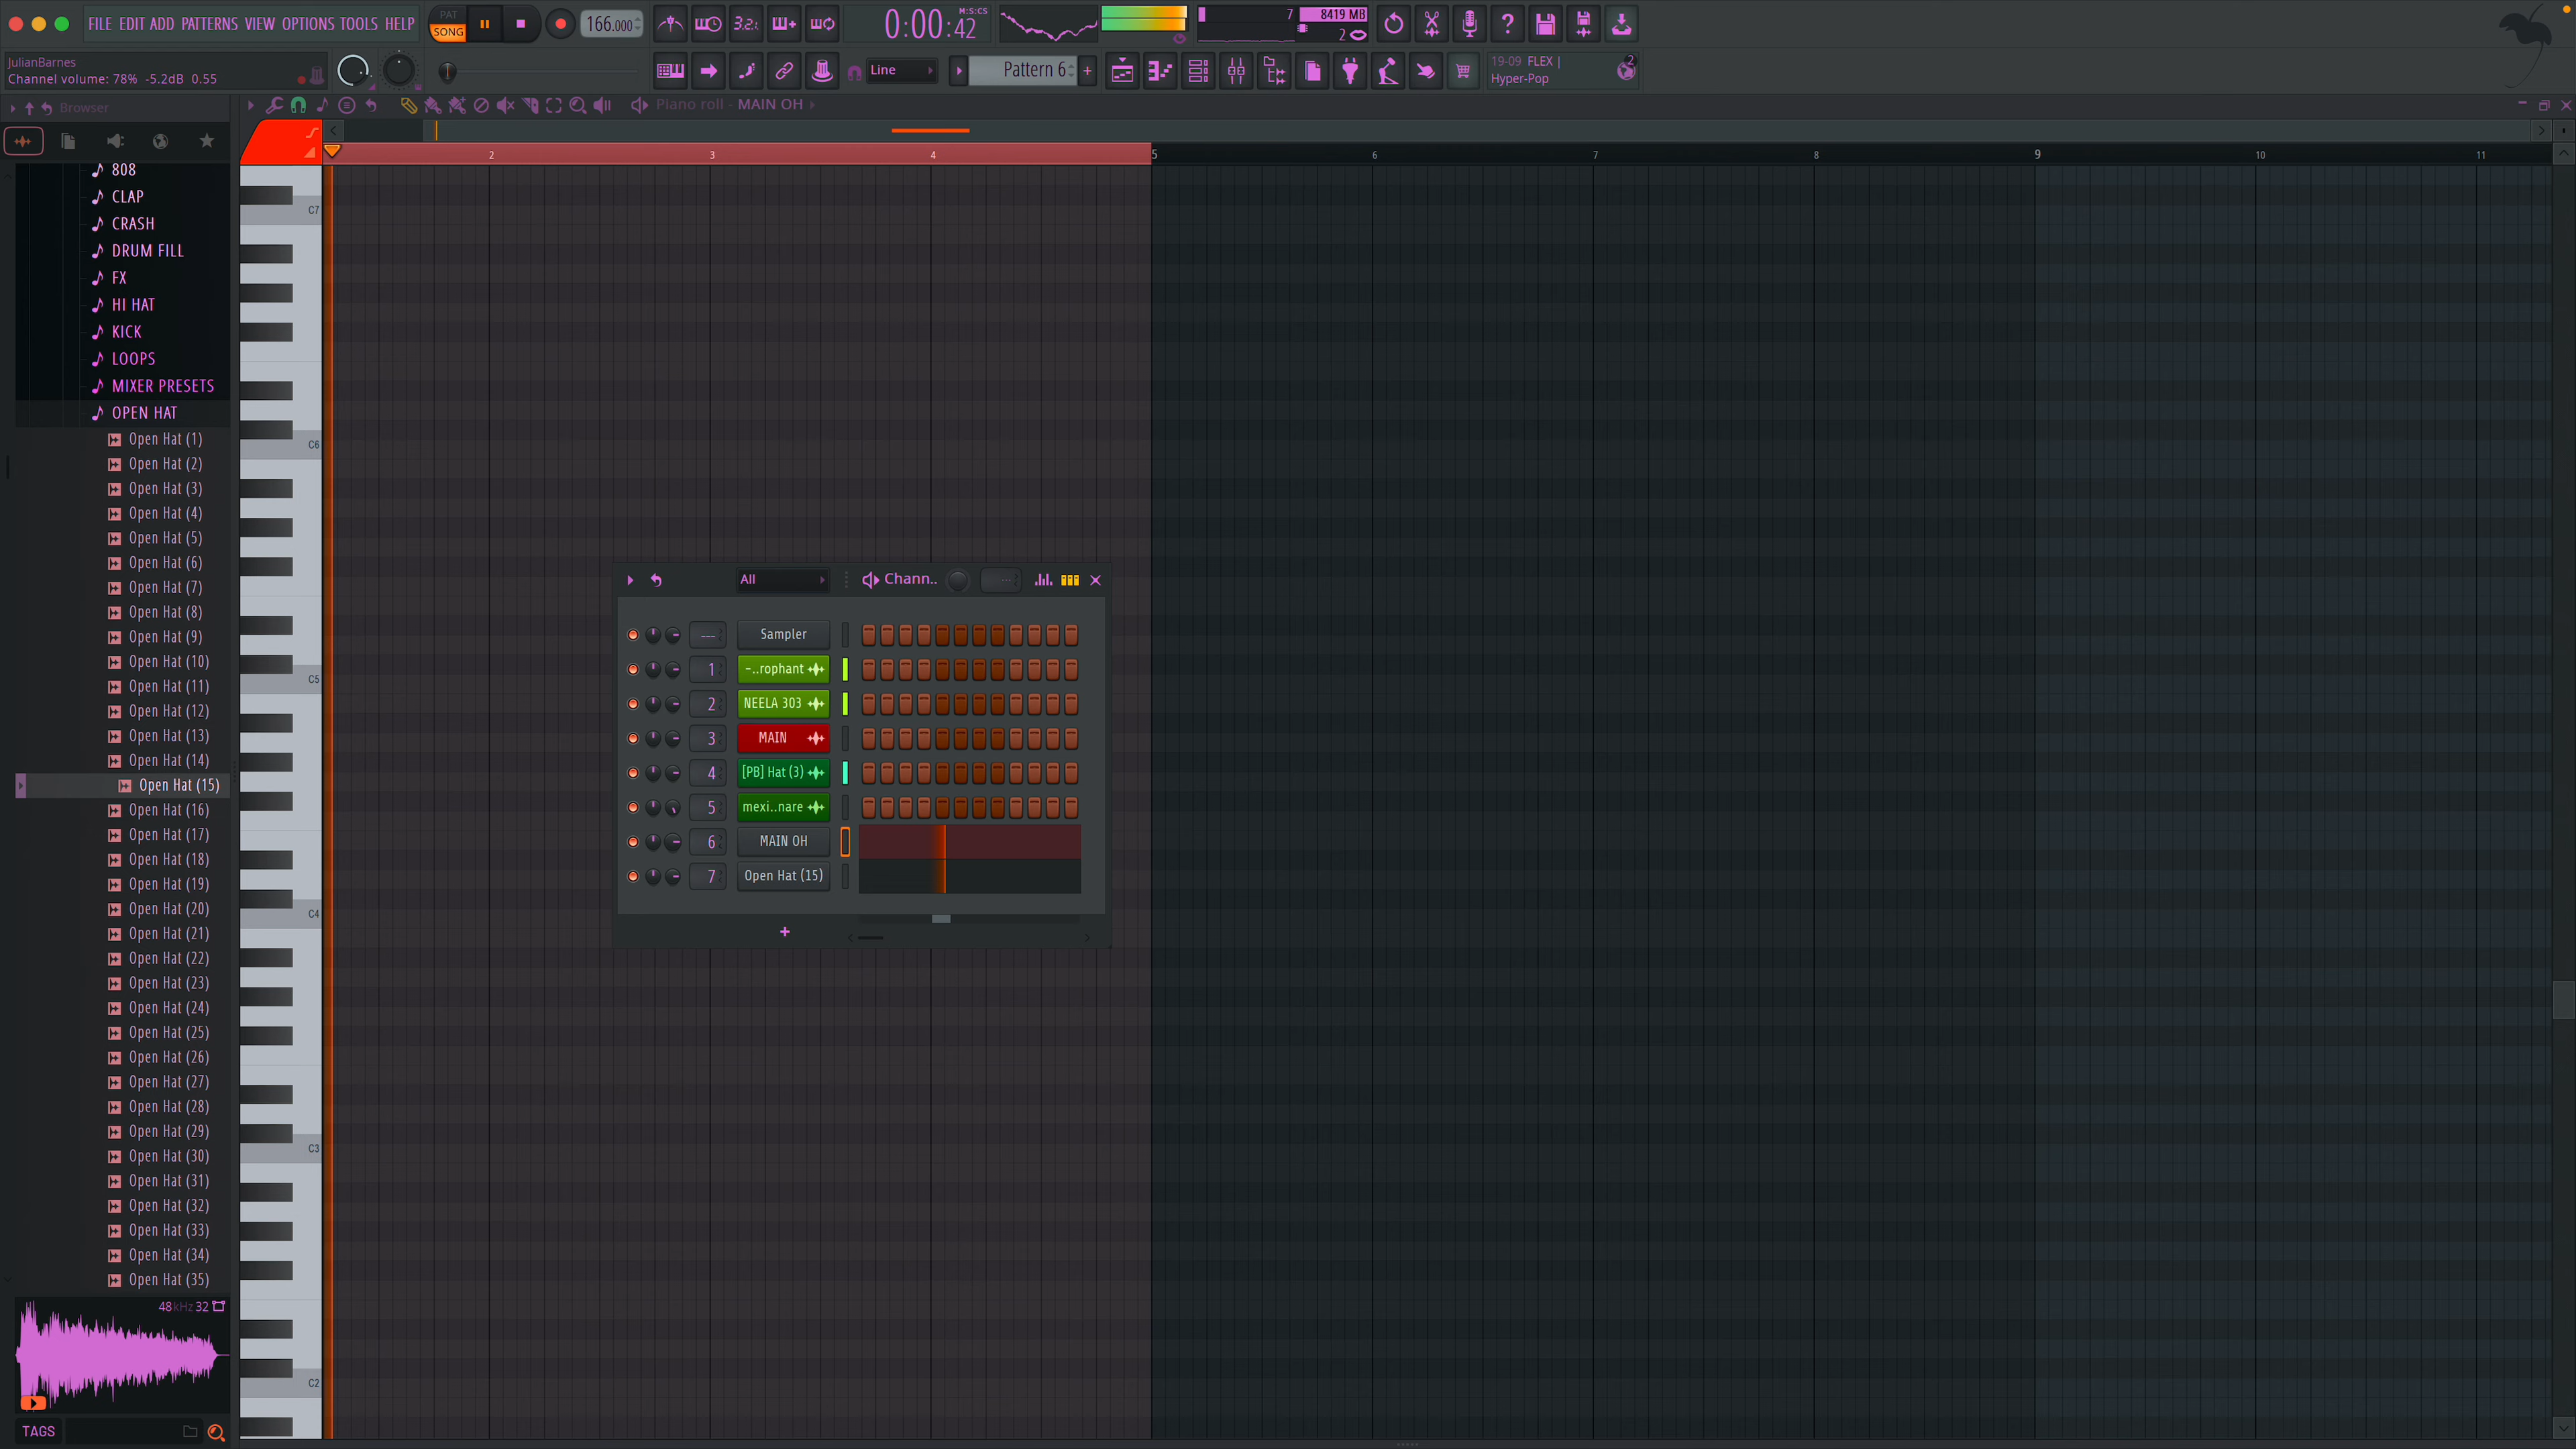 FILE EDIT ADD PATTERNS VIEW OPTIONS TOOLS HELP
PAT
SONG
166.000
3.2.
0:00:42
M:S:CS
7
8419 MB
2
JulianBarnes
Channel volume: 78% -5.2dB 0.55
Line
Pattern 6
+
19-09 FLEX |
Hyper-Pop
2
Browser
Piano roll - MAIN OH
2 3 4 5 6 7 8 9 10 11
808
CLAP
CRASH
DRUM FILL
FX
HI HAT
KICK
LOOPS
MIXER PRESETS
OPEN HAT
Open Hat (1)
Open Hat (2)
Open Hat (3)
Open Hat (4)
Open Hat (5)
Open Hat (6)
Open Hat (7)
Open Hat (8)
Open Hat (9)
Open Hat (10)
Open Hat (11)
Open Hat (12)
Open Hat (13)
Open Hat (14)
Open Hat (15)
Open Hat (16)
Open Hat (17)
Open Hat (18)
Open Hat (19)
Open Hat (20)
Open Hat (21)
Open Hat (22)
Open Hat (23)
Open Hat (24)
Open Hat (25)
Open Hat (26)
Open Hat (27)
Open Hat (28)
Open Hat (29)
Open Hat (30)
Open Hat (31)
Open Hat (32)
Open Hat (33)
Open Hat (34)
Open Hat (35)
48kHz 32
TAGS
C7
C6
C5
C4
C3
C2
All
Chann..
--- Sampler
1 -..rophant
2 NEELA 303
3 MAIN
4 [PB] Hat (3)
5 mexi..nare
6 MAIN OH
7 Open Hat (15)
+